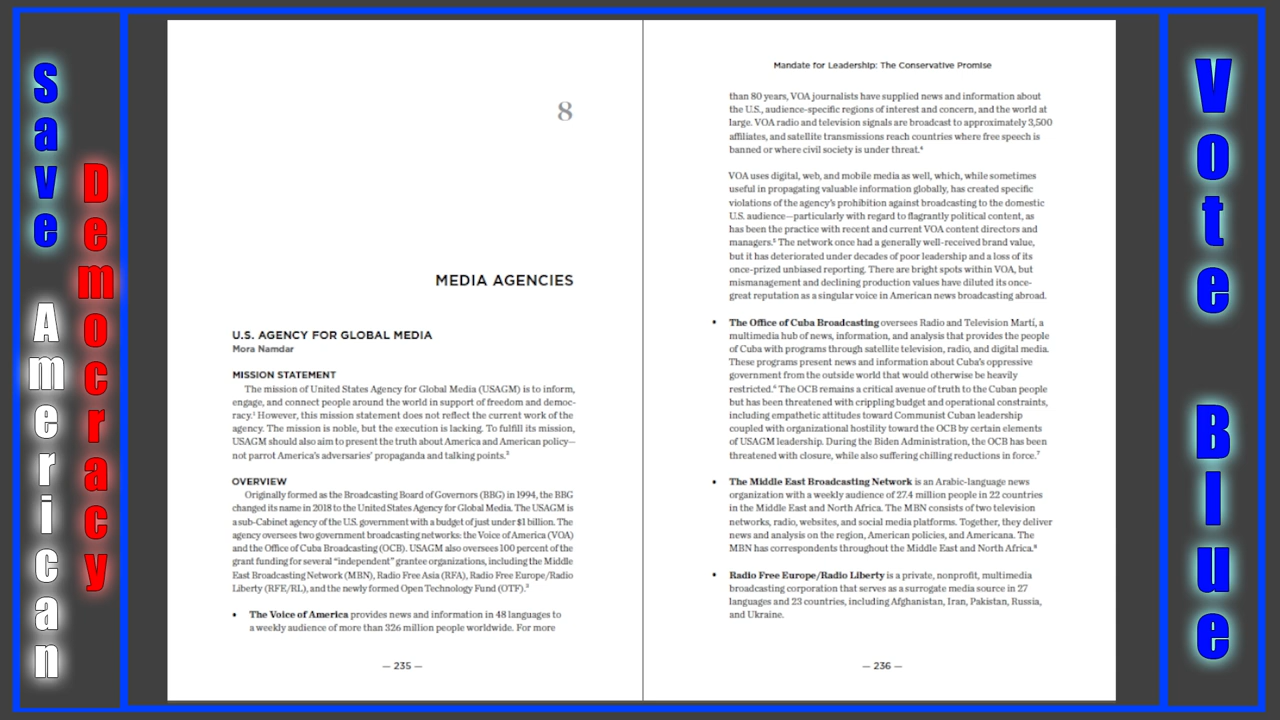 Save American
Democracy
8
MEDIA AGENCIES
U.S. AGENCY FOR GLOBAL MEDIA
Mora Namdar
MISSION STATEMENT
The mission of United States Agency for Global Media (USAGM) is to inform,
engage, and connect people around the world in support of freedom and democ-
racy.¹ However, this mission statement does not reflect the current work of the
agency. The mission is noble, but the execution is lacking. To fulfill its mission,
USAGM should also aim to present the truth about America and American policy—
not parrot America's adversaries' propaganda and talking points.²
OVERVIEW
Originally formed as the Broadcasting Board of Governors (BBG) in 1994, the BBG
changed its name in 2018 to the United States Agency for Global Media. The USAGM is
a sub-Cabinet agency of the U.S. government with a budget of just under $1 billion. The
agency oversees two government broadcasting networks: the Voice of America (VOA)
and the Office of Cuba Broadcasting (OCB). USAGM also oversees 100 percent of the
grant funding for several "independent" grantee organizations, including the Middle
East Broadcasting Network (MBN), Radio Free Asia (RFA), Radio Free Europe/Radio
Liberty (RFE/RL), and the newly formed Open Technology Fund (OTF).³
• The Voice of America provides news and information in 48 languages to
a weekly audience of more than 326 million people worldwide. For more
— 235 —
Mandate for Leadership: The Conservative Promise
than 80 years, VOA journalists have supplied news and information about
the U.S., audience-specific regions of interest and concern, and the world at
large. VOA radio and television signals are broadcast to approximately 3,500
affiliates, and satellite transmissions reach countries where free speech is
banned or where civil society is under threat.⁴
VOA uses digital, web, and mobile media as well, which, while sometimes
useful in propagating valuable information globally, has created specific
violations of the agency's prohibition against broadcasting to the domestic
U.S. audience—particularly with regard to flagrantly political content, as
has been the practice with recent and current VOA content directors and
managers.⁵ The network once had a generally well-received brand value,
but it has deteriorated under decades of poor leadership and a loss of its
once-prized unbiased reporting. There are bright spots within VOA, but
mismanagement and declining production values have diluted its once-
great reputation as a singular voice in American news broadcasting abroad.
• The Office of Cuba Broadcasting oversees Radio and Television Martí, a
multimedia hub of news, information, and analysis that provides the people
of Cuba with programs through satellite television, radio, and digital media.
These programs present news and information about Cuba's oppressive
government from the outside world that would otherwise be heavily
restricted.⁶ The OCB remains a critical avenue of truth to the Cuban people
but has been threatened with crippling budget and operational constraints,
including empathetic attitudes toward Communist Cuban leadership
coupled with organizational hostility toward the OCB by certain elements
of USAGM leadership. During the Biden Administration, the OCB has been
threatened with closure, while also suffering chilling reductions in force.⁷
• The Middle East Broadcasting Network is an Arabic-language news
organization with a weekly audience of 27.4 million people in 22 countries
in the Middle East and North Africa. The MBN consists of two television
networks, radio, websites, and social media platforms. Together, they deliver
news and analysis on the region, American policies, and Americana. The
MBN has correspondents throughout the Middle East and North Africa.⁸
• Radio Free Europe/Radio Liberty is a private, nonprofit, multimedia
broadcasting corporation that serves as a surrogate media source in 27
languages and 23 countries, including Afghanistan, Iran, Pakistan, Russia,
and Ukraine.
— 236 —
Vote Blue